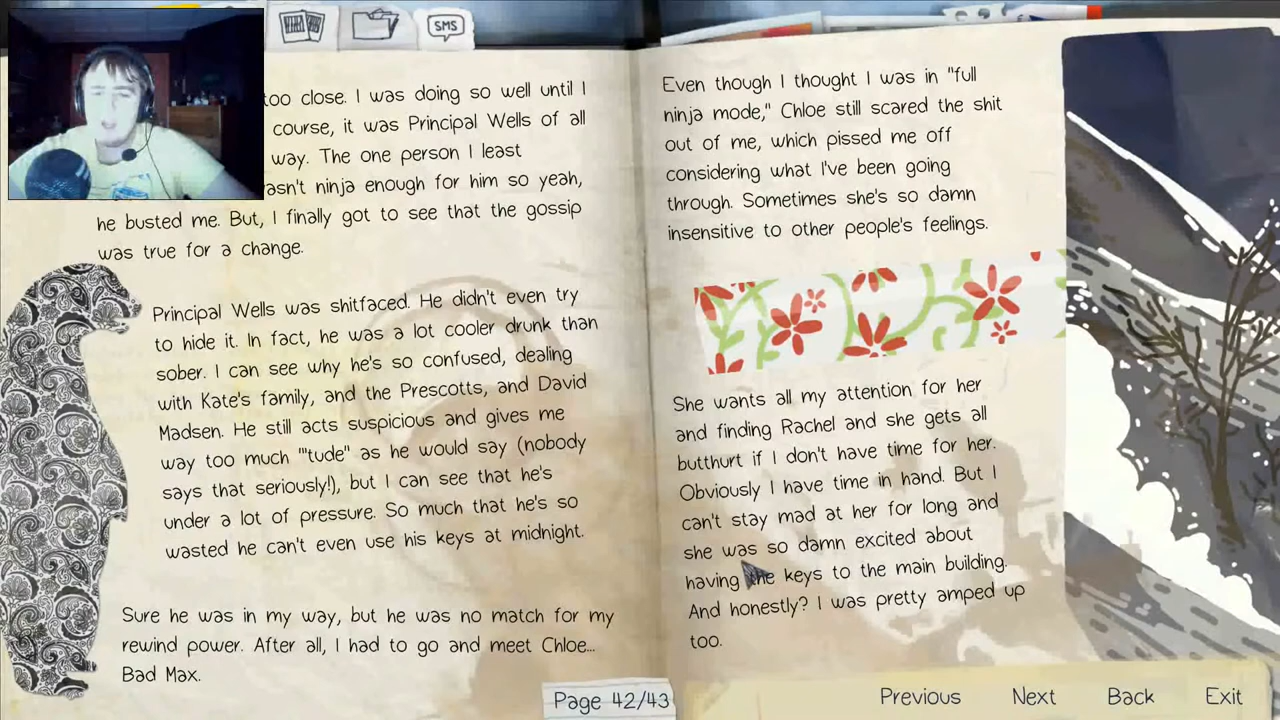 SMS
too close. I was doing so well until I
course, it was Principal Wells of all
way. The one person I least
asn't ninja enough for him so yeah,
he busted me. But, I finally got to see that the gossip
was true for a change.
Principal Wells was shitfaced. He didn't even try
to hide it. In fact, he was a lot cooler drunk than
sober. I can see why he's so confused, dealing
with Kate's family, and the Prescotts, and David
Madsen. He still acts suspicious and gives me
way too much "'tude" as he would say (nobody
says that seriously!), but I can see that he's
under a lot of pressure. So much that he's so
wasted he can't even use his keys at midnight.
Sure he was in my way, but he was no match for my
rewind power. After all, I had to go and meet Chloe...
Bad Max.
Even though I thought I was in "full
ninja mode," Chloe still scared the shit
out of me, which pissed me off
considering what I've been going
through. Sometimes she's so damn
insensitive to other people's feelings.
She wants all my attention for her
and finding Rachel and she gets all
butthurt if I don't have time for her.
Obviously I have time in hand. But I
can't stay mad at her for long and
she was so damn excited about
having the keys to the main building.
And honestly? I was pretty amped up
too.
Page 42/43
Previous Next Back Exit